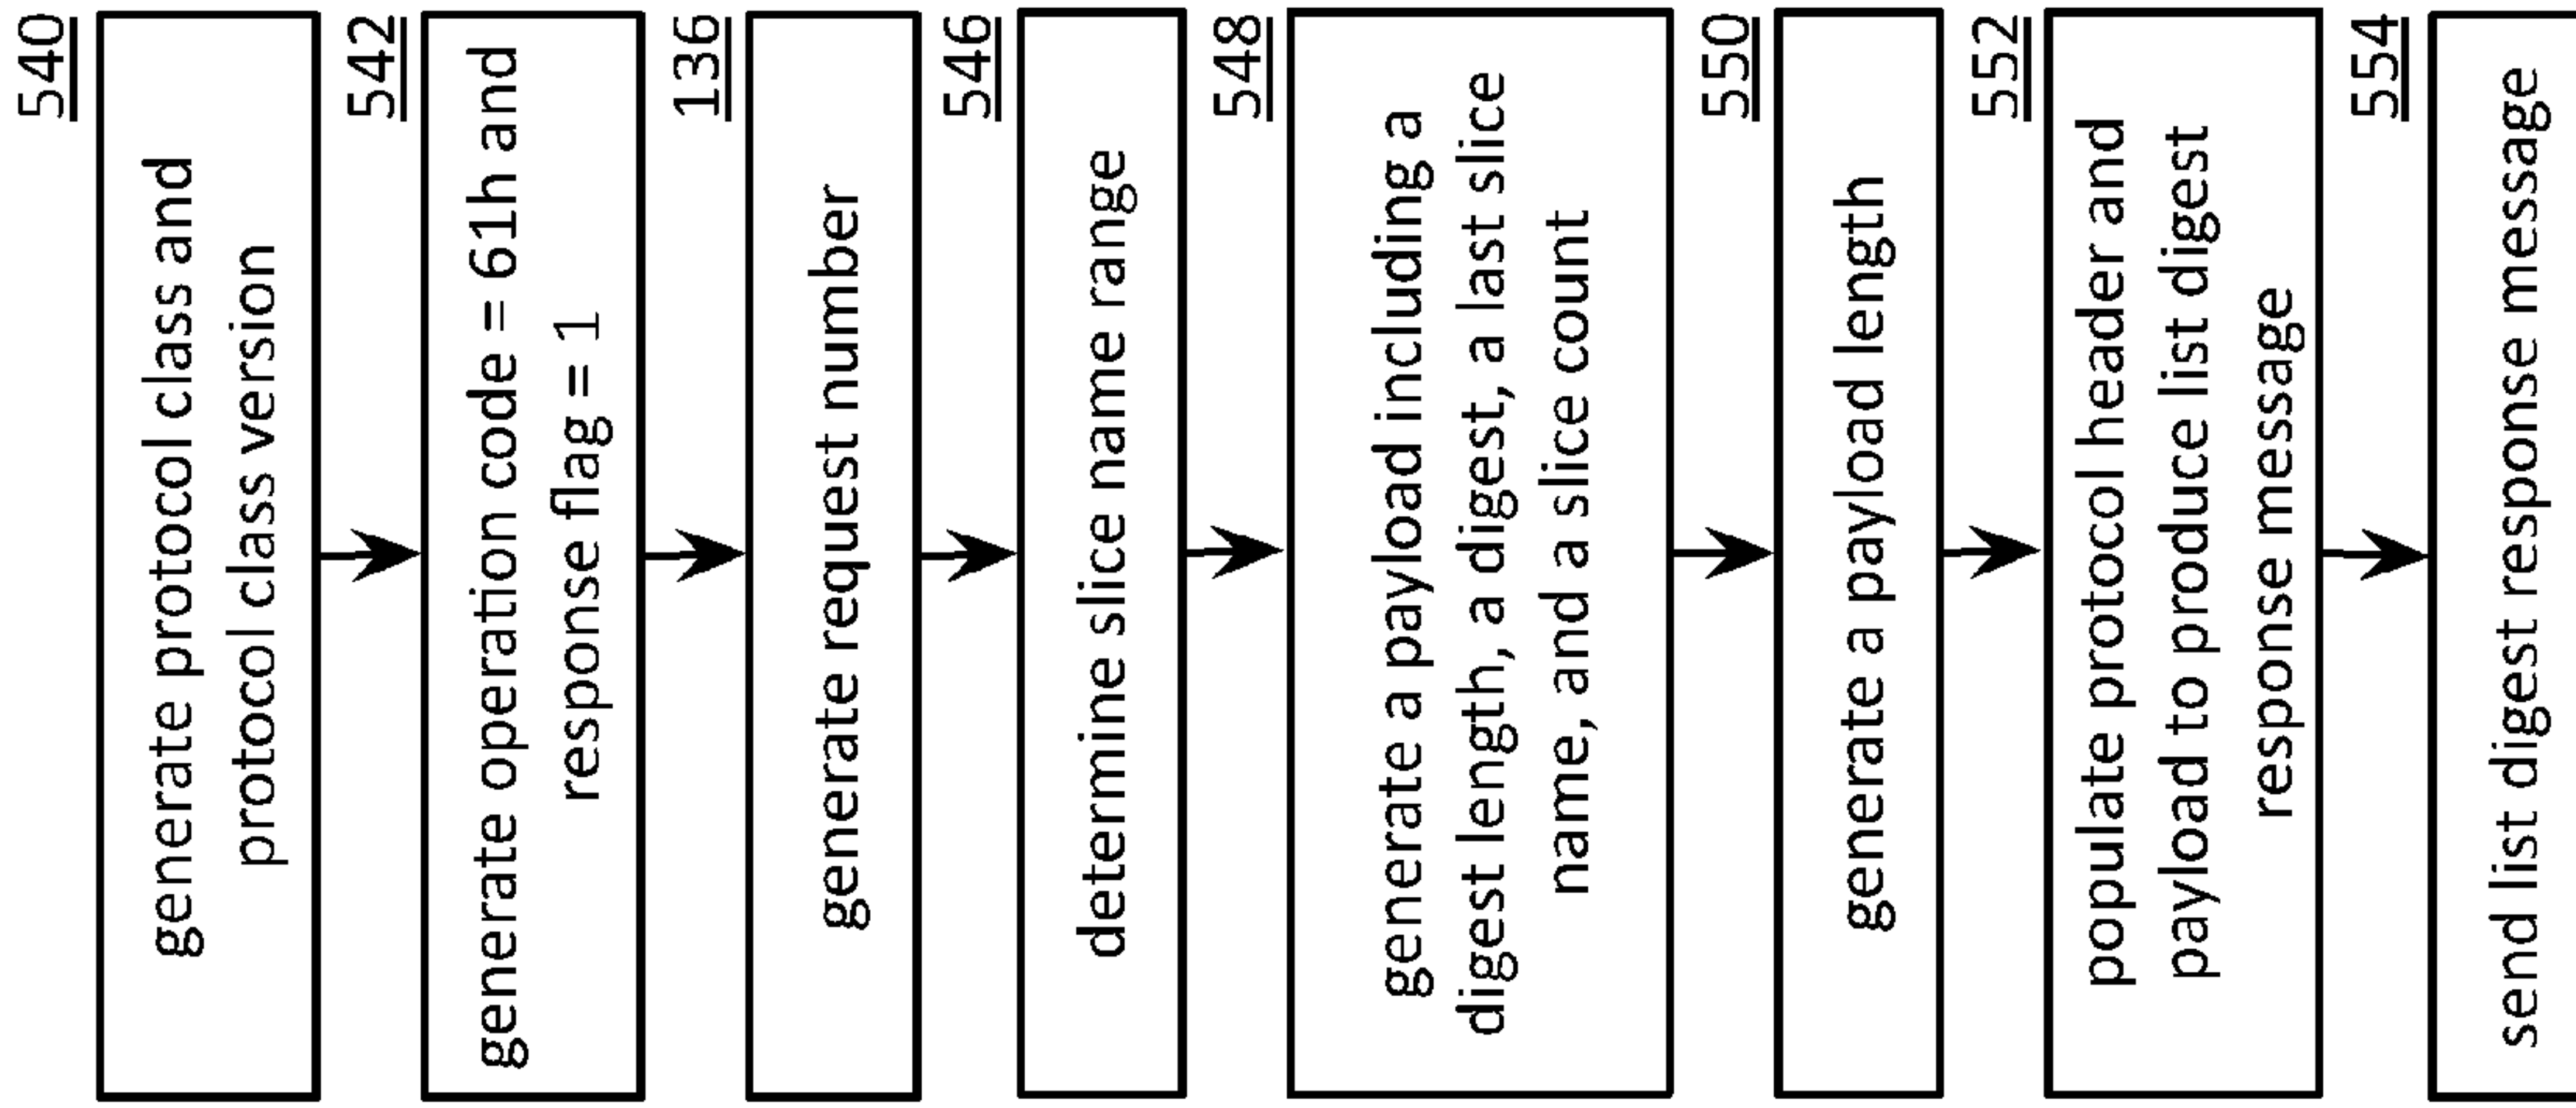 540
generate protocol class and
protocol class version
542
generate operation code = 61h and
response flag = 1
136
generate request number
546
determine slice name range
548
generate a payload including a
digest length, a digest, a last slice
name, and a slice count
550
generate a payload length
552
populate protocol header and
payload to produce list digest
response message
554
send list digest response message